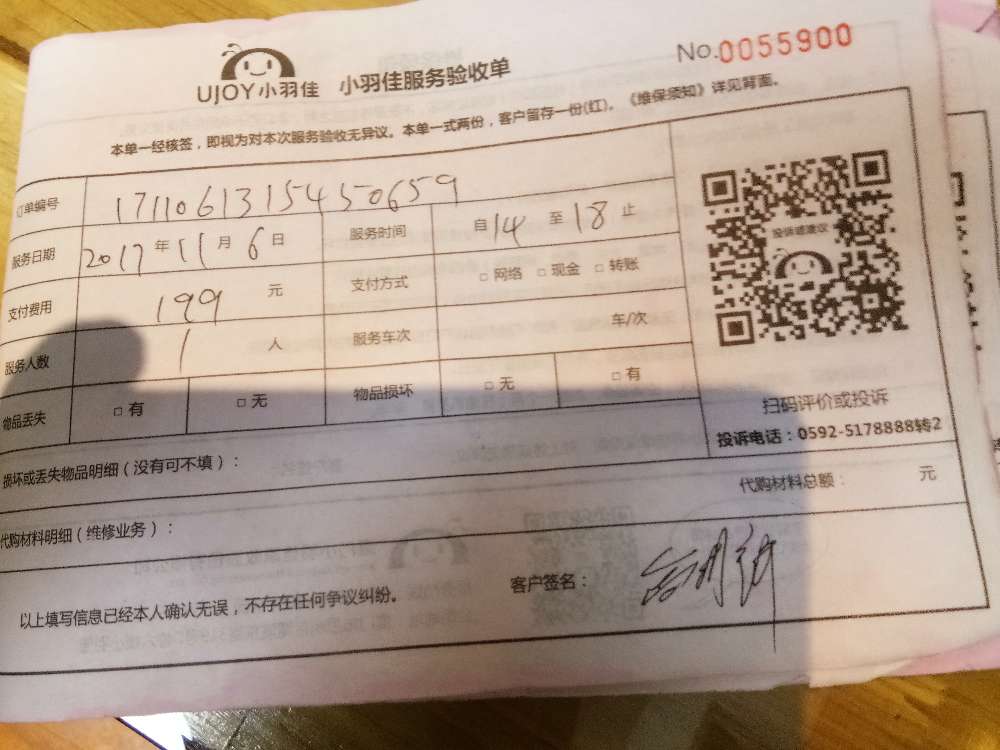 UJOY小羽佳 小羽佳服务验收单 No.0055900
本单一经核签，即视为对本次服务验收无异议。本单一式两份，客户留存一份(红)。《维保须知》详见背面。
订单编号 1711061315450659
服务日期 2017年11月6日 服务时间 自14至18止
支付费用 199元 支付方式 □网络 □现金 □转账
服务人数 1人 服务车次 车/次
物品丢失 □有 □无 物品损坏 □无 □有
投诉或建议
扫码评价或投诉
投诉电话：0592-5178888转2
损坏或丢失物品明细（没有可不填）：
代购材料明细（维修业务）： 代购材料总额： 元
以上填写信息已经本人确认无误，不存在任何争议纠纷。 客户签名：